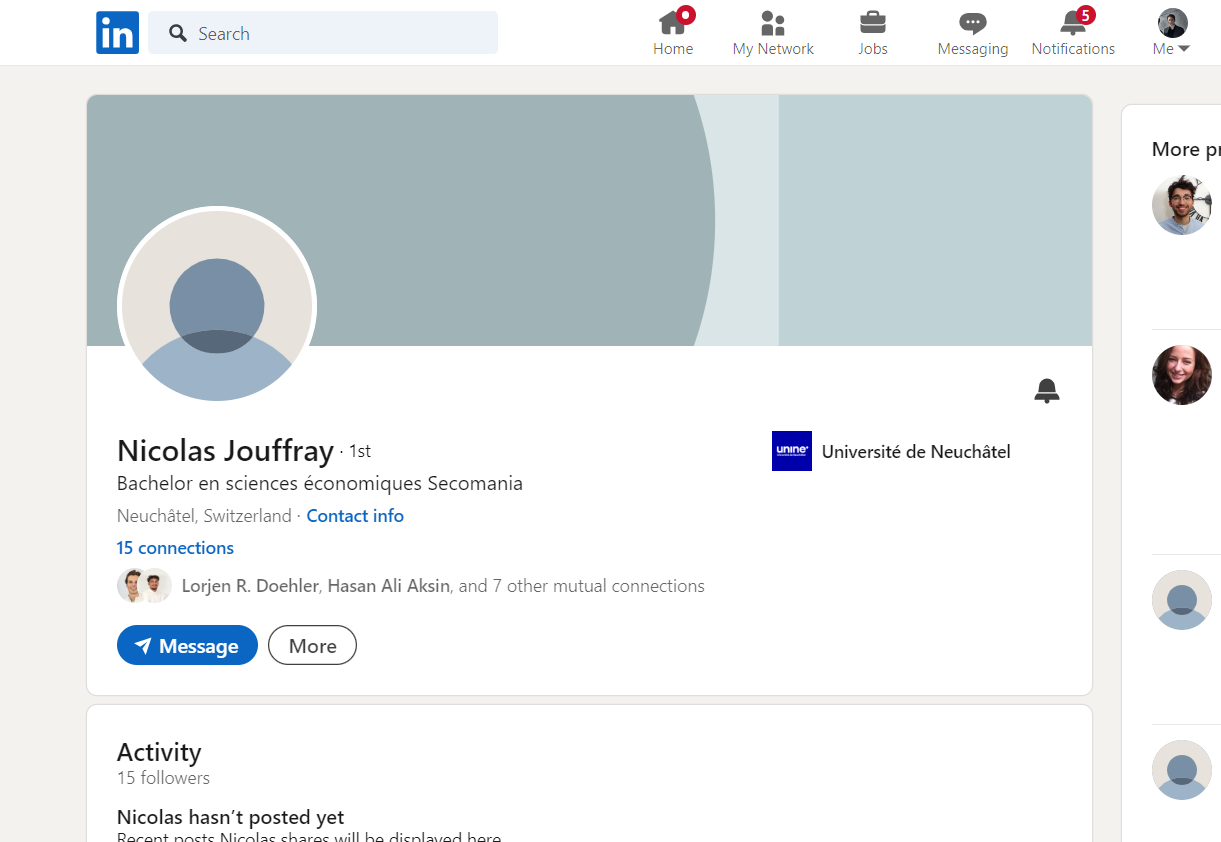 in
Search
Home
My Network
Jobs
Messaging
5
Notifications
Me
More pr
Nicolas Jouffray · 1st
unine
Université de Neuchâtel
Bachelor en sciences économiques Secomania
Neuchâtel, Switzerland · Contact info
15 connections
Lorjen R. Doehler, Hasan Ali Aksin, and 7 other mutual connections
Message
More
Activity
15 followers
Nicolas hasn’t posted yet
Recent posts Nicolas shares will be displayed here.